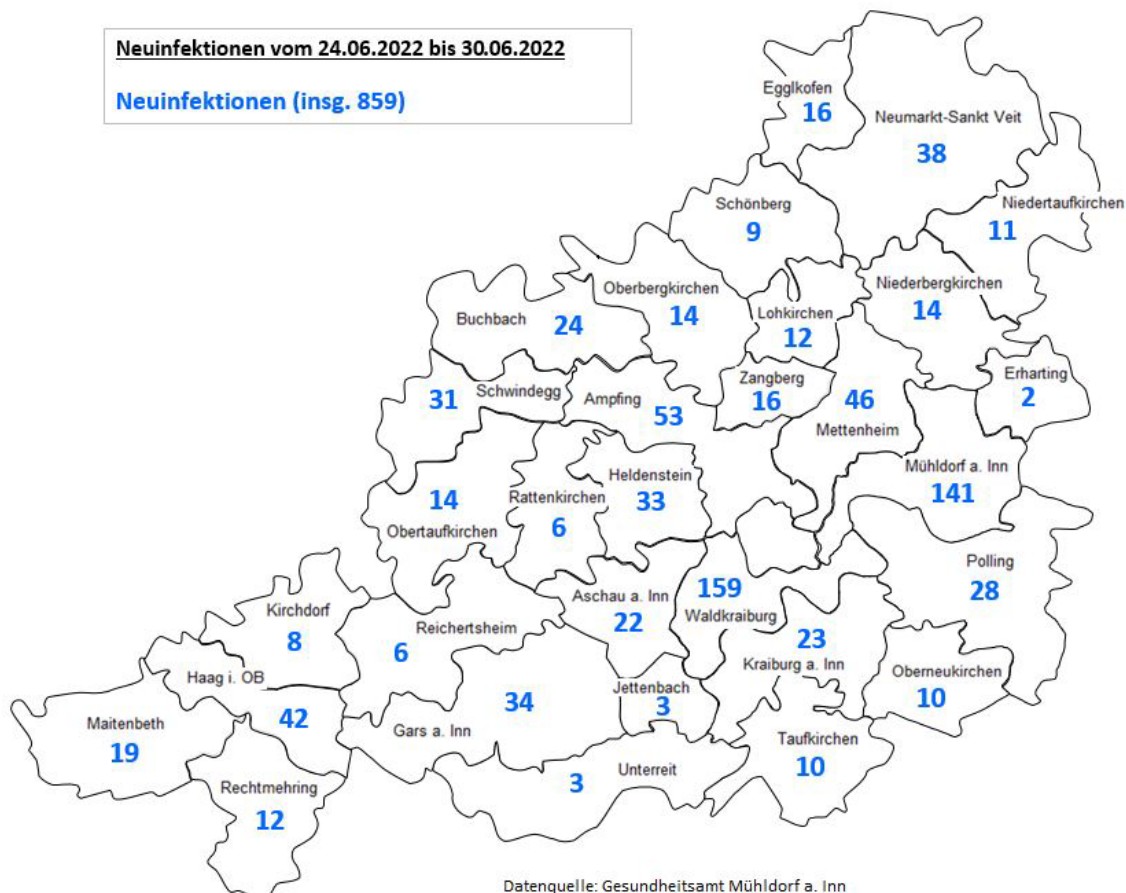 Neuinfektionen vom 24.06.2022 bis 30.06.2022
Neuinfektionen (insg. 859)
Egglkofen
16
Neumarkt-Sankt Veit
38
Niedertaufkirchen
11
Schönberg
9
Oberbergkirchen
14
Lohkirchen
12
Niederbergkirchen
14
Buchbach
24
Schwindegg
31
Ampfing
53
Zangberg
16
46
Mettenheim
Erharting
2
Mühldorf a. Inn
141
14
Obertaufkirchen
Rattenkirchen
6
Heldenstein
33
Polling
28
Kirchdorf
8
Reichertsheim
6
Aschau a. Inn
22
159
Waldkraiburg
23
Kraiburg a. Inn
Oberneukirchen
10
Haag i. OB
42
Maitenbeth
19
Gars a. Inn
34
Jettenbach
3
Taufkirchen
10
Unterreit
3
Rechtmehring
12
Datenquelle: Gesundheitsamt Mühldorf a. Inn